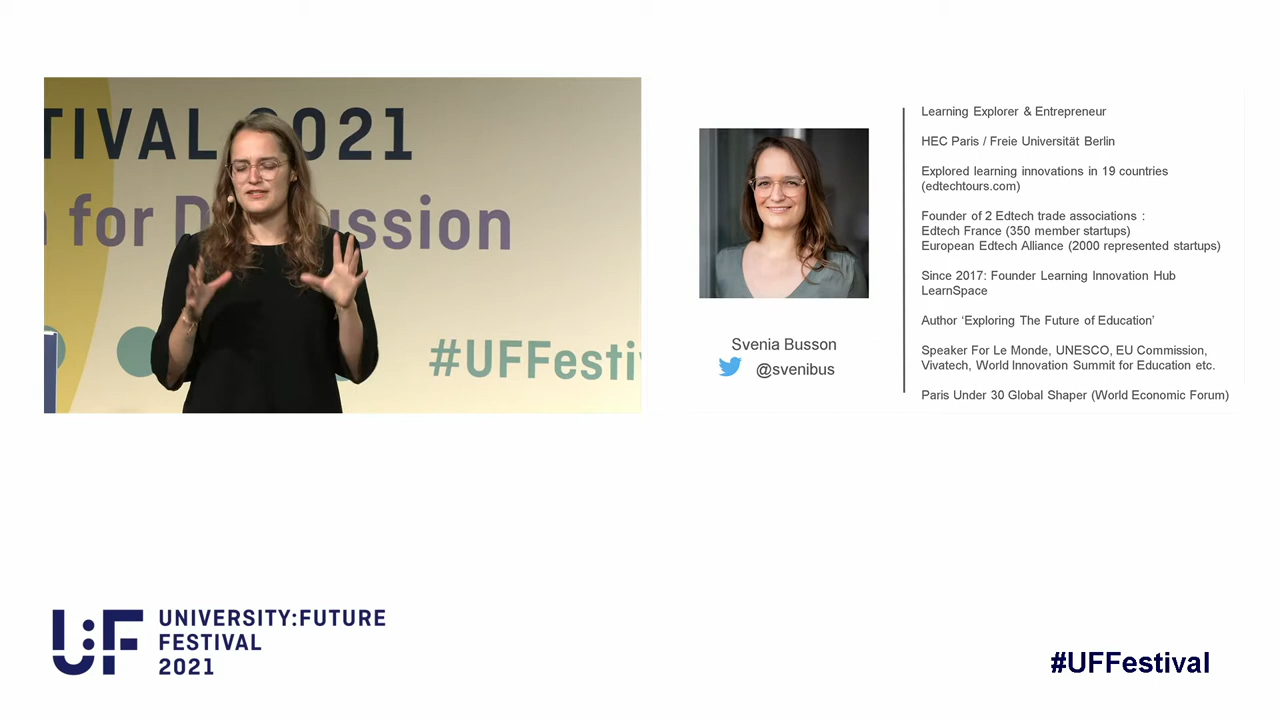 TIVAL 2021
for D ussion
#UFFesti
Svenia Busson
@svenibus
Learning Explorer & Entrepreneur
HEC Paris / Freie Universität Berlin
Explored learning innovations in 19 countries
(edtechtours.com)
Founder of 2 Edtech trade associations :
Edtech France (350 member startups)
European Edtech Alliance (2000 represented startups)
Since 2017: Founder Learning Innovation Hub
LearnSpace
Author ‘Exploring The Future of Education’
Speaker For Le Monde, UNESCO, EU Commission,
Vivatech, World Innovation Summit for Education etc.
Paris Under 30 Global Shaper (World Economic Forum)
U:F
UNIVERSITY:FUTURE
FESTIVAL
2021
#UFFestival